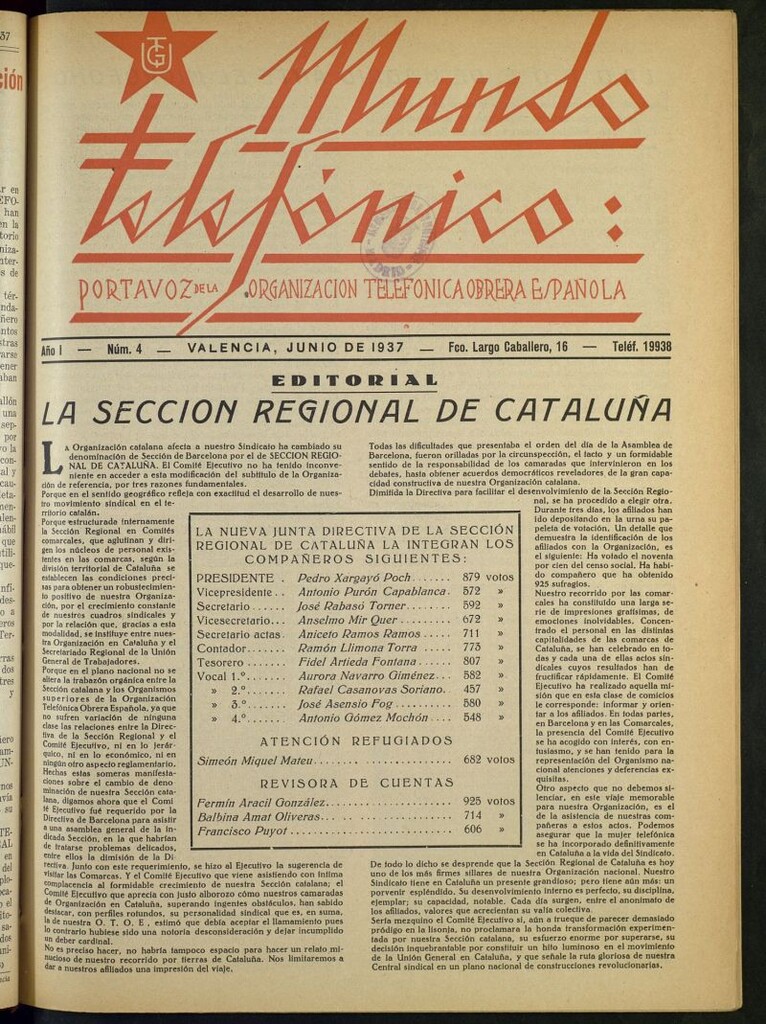 UGT
Mundo
Telefónico:
PORTAVOZ DE LA ORGANIZACION TELEFONICA OBRERA ESPAÑOLA
MADRID
Año I — Núm. 4 — VALENCIA, JUNIO DE 1937 — Fco. Largo Caballero, 16 — Teléf. 19938
EDITORIAL
LA SECCION REGIONAL DE CATALUÑA
LA Organización catalana afecta a nuestro Sindicato ha cambiado su
denominación de Sección de Barcelona por el de SECCION REGIO-
NAL DE CATALUÑA. El Comité Ejecutivo no ha tenido inconve-
niente en acceder a esta modificación del subtítulo de la Organiza-
ción de referencia, por tres razones fundamentales.
Porque en el sentido geográfico refleja con exactitud el desarrollo de nues-
tro movimiento sindical en el te-
rritorio catalán.
Porque estructurada internamente
la Sección Regional en Comités
comarcales, que aglutinan y diri-
gen los núcleos de personal exis-
tentes en las comarcas, según la
división territorial de Cataluña se
establecen las condiciones preci-
sas para obtener un robustecimien-
to positivo de nuestra Organiza-
ción, por el crecimiento constante
de nuestros cuadros sindicales y
por la relación que, gracias a esta
modalidad, se instituye entre nues-
tra Organización en Cataluña y el
Secretariado Regional de la Unión
General de Trabajadores.
Porque en el plano nacional no se
altera la trabazón orgánica entre la
Sección catalana y los Organismos
superiores de la Organización
Telefónica Obrera Española, ya que
no sufren variación de ninguna
clase las relaciones entre la Direc-
tiva de la Sección Regional y el
Comité Ejecutivo, ni en lo jerár-
quico, ni en lo económico, ni en
ningún otro aspecto reglamentario.
Hechas estas someras manifesta-
ciones sobre el cambio de deno-
minación de nuestra Sección cata-
lana, digamos ahora que el Comi-
té Ejecutivo fué requerido por la
Directiva de Barcelona para asistir
a una asamblea general de la in-
dicada Sección, en la que habrían
de tratarse problemas delicados,
entre ellos la dimisión de la Di-
rectiva. Junto con este requerimiento, se hizo al Ejecutivo la sugerencia de
visitar las Comarcas. Y el Comité Ejecutivo que viene asistiendo con íntima
complacencia al formidable crecimiento de nuestra Sección catalana; el
Comité Ejecutivo que aprecia con justo alborozo cómo nuestros camaradas
de Organización en Cataluña, superando ingentes obstáculos, han sabido
destacar, con perfiles rotundos, su personalidad sindical que es, en suma,
la de nuestra O. T. O. E., estimó que debía aceptar el llamamiento pues
lo contrario hubiese sido una notoria desconsideración y dejar incumplido
un deber cardinal.
No es preciso hacer, no habría tampoco espacio para hacer un relato mi-
nucioso de nuestro recorrido por tierras de Cataluña. Nos limitaremos a
dar a nuestros afiliados una impresión del viaje.
LA NUEVA JUNTA DIRECTIVA DE LA SECCIÓN
REGIONAL DE CATALUÑA LA INTEGRAN LOS
COMPAÑEROS SIGUIENTES:
PRESIDENTE . Pedro Xargayó Poch...... 879 votos
Vicepresidente.. Antonio Purón Capablanca. 572 »
Secretario...... José Rabasó Torner........ 592 »
Vicesecretario... Anselmo Mir Quer......... 672 »
Secretario actas. Aniceto Ramos Ramos..... 711 »
Contador....... Ramón Llimona Torra .... 773 »
Tesorero ...... Fidel Artieda Fontana..... 807 »
Vocal 1.º....... Aurora Navarro Giménez... 582 »
» 2.º....... Rafael Casanovas Soriano. 457 »
» 3.º....... José Asensio Fog......... 580 »
» 4.º....... Antonio Gómez Mochón... 548 »
ATENCIÓN REFUGIADOS
Simeón Miquel Mateu........................ 682 votos
REVISORA DE CUENTAS
Fermín Aracil González...................... 925 votos
Balbina Amat Oliveras....................... 714 »
Francisco Puyot............................. 606 »
Todas las dificultades que presentaba el orden del día de la Asamblea de
Barcelona, fueron orilladas por la circunspección, el tacto y un formidable
sentido de la responsabilidad de los camaradas que intervinieron en los
debates, hasta obtener acuerdos democráticos reveladores de la gran capa-
cidad constructiva de nuestra Organización catalana.
Dimitida la Directiva para facilitar el desenvolvimiento de la Sección Regio-
nal, se ha procedido a elegir otra.
Durante tres días, los afiliados han
ido depositando en la urna su pa-
peleta de votación. Un detalle que
demuestra la identificación de los
afiliados con la Organización, es
el siguiente: Ha votado el noventa
por cien del censo social. Ha habi-
do compañero que ha obtenido
925 sufragios.
Nuestro recorrido por las comar-
cas ha constituído una larga serie
de impresiones gratísimas, de
emociones inolvidables. Concen-
trado el personal en las distintas
capitalidades de las comarcas de
Cataluña, se han celebrado en to-
das y cada una de ellas actos sin-
dicales cuyos resultados han de
fructificar rápidamente. El Comité
Ejecutivo ha realizado aquella mi-
sión que en esta clase de comicios
le corresponde: informar y orien-
tar a los afiliados. En todas partes,
en Barcelona y en las Comarcales,
la presencia del Comité Ejecutivo
se ha acogido con interés, con en-
tusiasmo, y se han tenido para la
representación del Organismo na-
cional atenciones y deferencias ex-
quisitas.
Otro aspecto que no debemos si-
lenciar, en este viaje memorable
para nuestra Organización, es el
de la asistencia de nuestras com-
pañeras a estos actos. Podemos
asegurar que la mujer telefónica
se ha incorporado definitivamente
en Cataluña a la vida del Sindicato.
De todo lo dicho se desprende que la Sección Regional de Cataluña es hoy
uno de los más firmes sillares de nuestra Organización nacional. Nuestro
Sindicato tiene en Cataluña un presente grandioso; pero tiene aún más: un
porvenir espléndido. Su desenvolvimiento interno es perfecto, su disciplina,
ejemplar; su capacidad, notable. Cada día surgen, entre el anonimato de
los afiliados, valores que acrecientan su valía colectiva.
Sería mezquino el Comité Ejecutivo si, aún a trueque de parecer demasiado
pródigo en la lisonja, no proclamara la honda transformación experimen-
tada por nuestra Sección catalana, su esfuerzo enorme por superarse, su
decisión inquebrantable por constituir un hito luminoso en el movimiento
de la Unión General en Cataluña, y que señale la ruta gloriosa de nuestra
Central sindical en un plano nacional de construcciones revolucionarias.